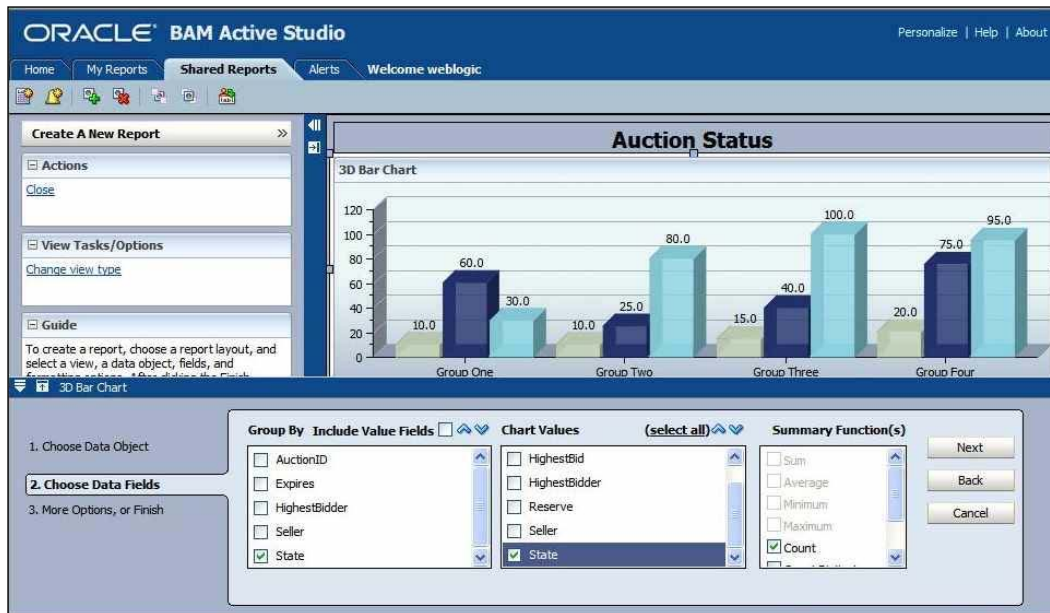 ORACLE BAM Active Studio
Personalize | Help | About
Home My Reports Shared Reports Alerts Welcome weblogic
Create A New Report
Actions
Close
View Tasks/Options
Change view type
Guide
To create a report, choose a report layout, and
select a view, a data object, fields, and
formatting options. After clicking the Finish
Auction Status
3D Bar Chart
120
100
80
60
40
20
0
10.0 60.0 30.0
10.0 25.0 80.0
15.0 40.0 100.0
20.0 75.0 95.0
Group One Group Two Group Three Group Four
3D Bar Chart
1. Choose Data Object
2. Choose Data Fields
3. More Options, or Finish
Group By Include Value Fields
AuctionID
Expires
HighestBidder
Seller
State
Chart Values (select all)
HighestBid
HighestBidder
Reserve
Seller
State
Summary Function(s)
Sum
Average
Minimum
Maximum
Count
Next
Back
Cancel